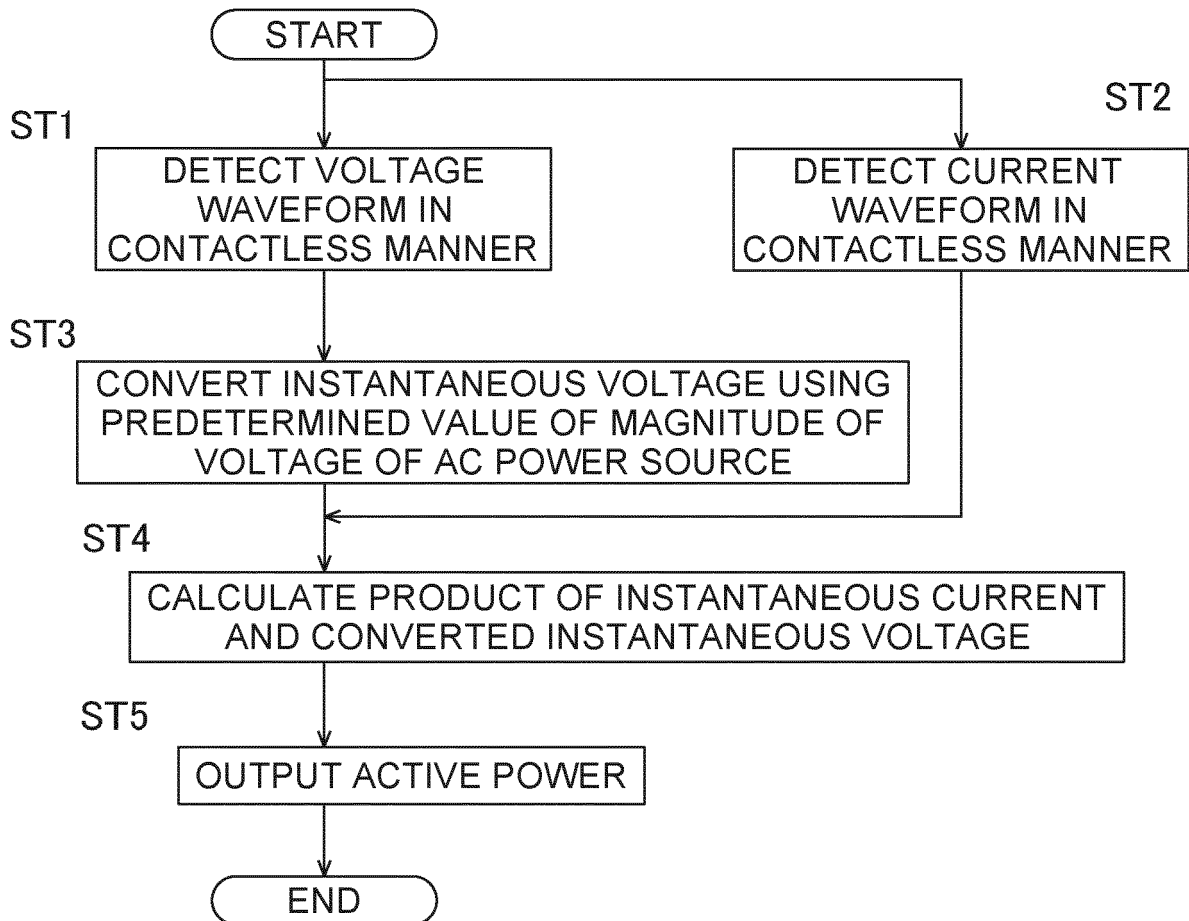 START
ST1
ST2
DETECT VOLTAGE
WAVEFORM IN
CONTACTLESS MANNER
DETECT CURRENT
WAVEFORM IN
CONTACTLESS MANNER
ST3
CONVERT INSTANTANEOUS VOLTAGE USING
PREDETERMINED VALUE OF MAGNITUDE OF
VOLTAGE OF AC POWER SOURCE
ST4
CALCULATE PRODUCT OF INSTANTANEOUS CURRENT
AND CONVERTED INSTANTANEOUS VOLTAGE
ST5
OUTPUT ACTIVE POWER
END